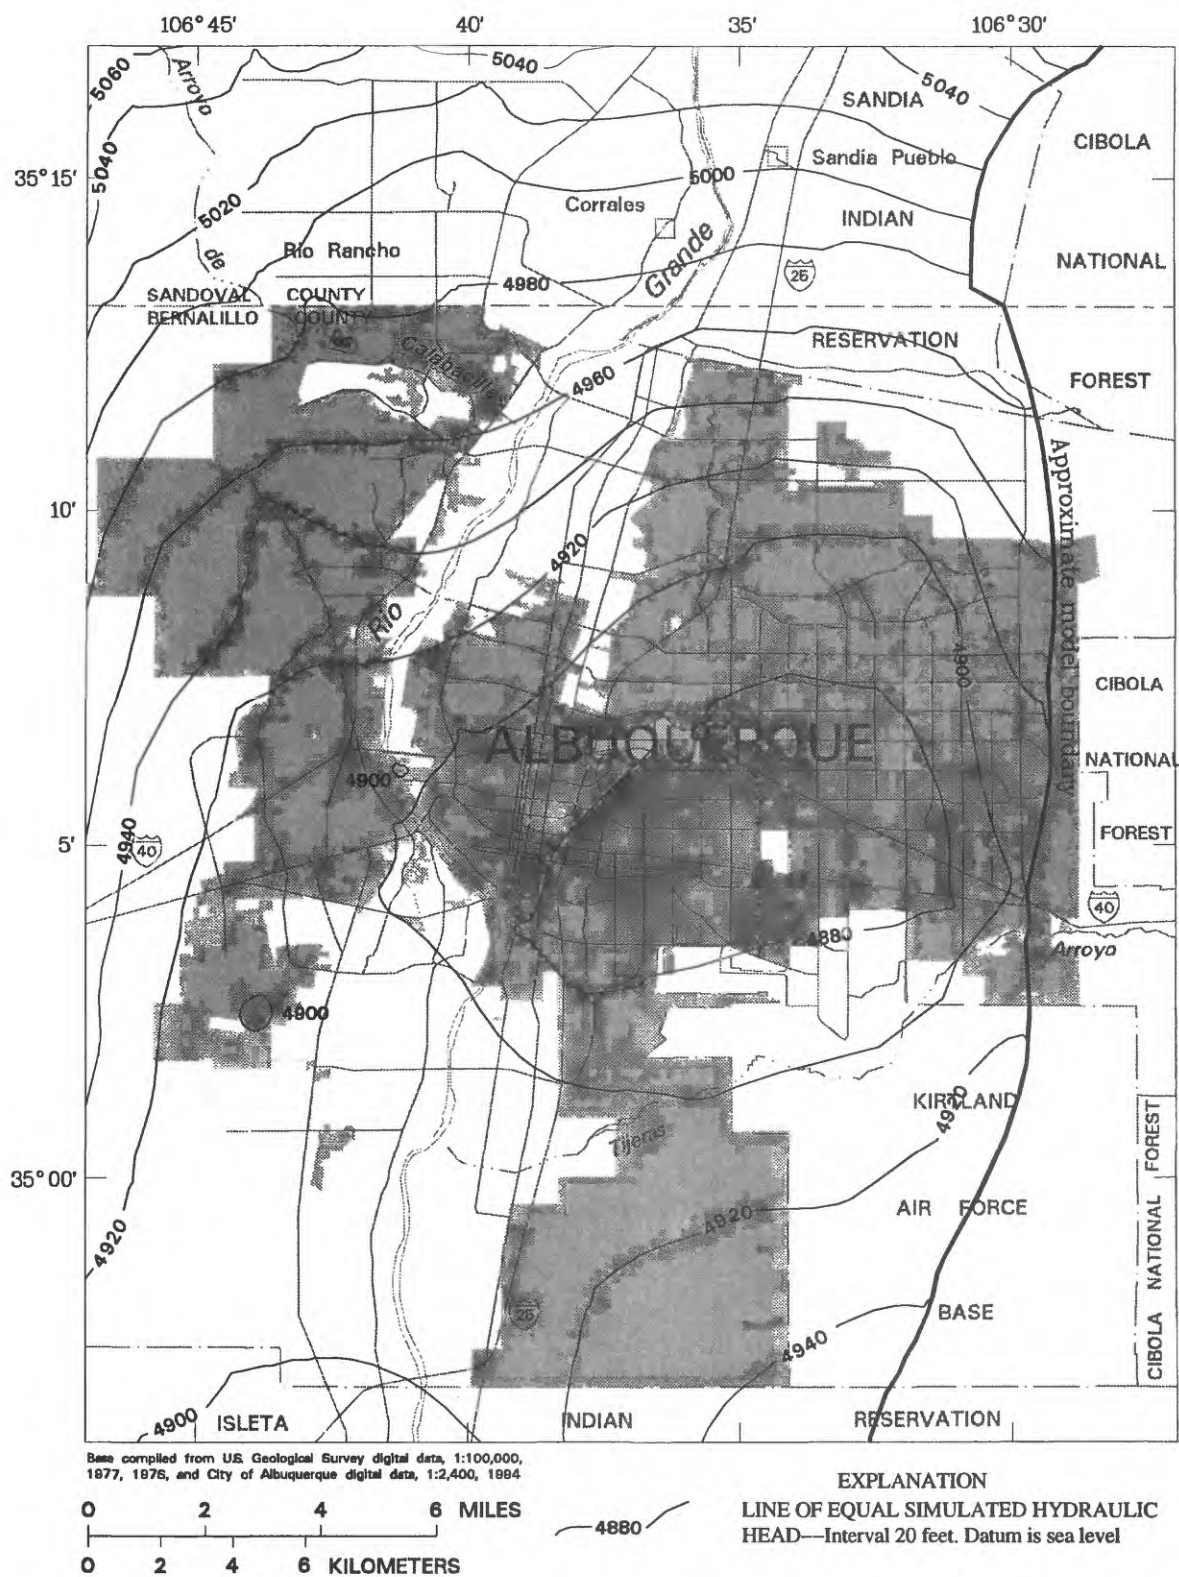 106° 45'
40'
35'
106° 30'
5060
Arroyo
5040
SANDIA
5040
CIBOLA
5040
35° 15'
Sandia Pueblo
5000
5020
Corrales
INDIAN
de
Rio Rancho
Grande
NATIONAL
4980
25
SANDOVAL COUNTY
BERNALILLO COUNTY
las
Calabacillas
RESERVATION
4960
FOREST
Approximate model boundary
10'
4920
Rio
4900
CIBOLA
ALBUQUERQUE
NATIONAL
4900
4940
40
5'
FOREST
40
4880
Arroyo
4900
KIRTLAND
4920
Tijeras
35° 00'
AIR FORCE
4920
4920
CIBOLA NATIONAL FOREST
25
BASE
4940
4900
ISLETA
INDIAN
RESERVATION
Base compiled from U.S. Geological Survey digital data, 1:100,000,
1977, 1978, and City of Albuquerque digital data, 1:2,400, 1994
EXPLANATION
0 2 4 6 MILES
4880
LINE OF EQUAL SIMULATED HYDRAULIC
HEAD—Interval 20 feet. Datum is sea level
0 2 4 6 KILOMETERS